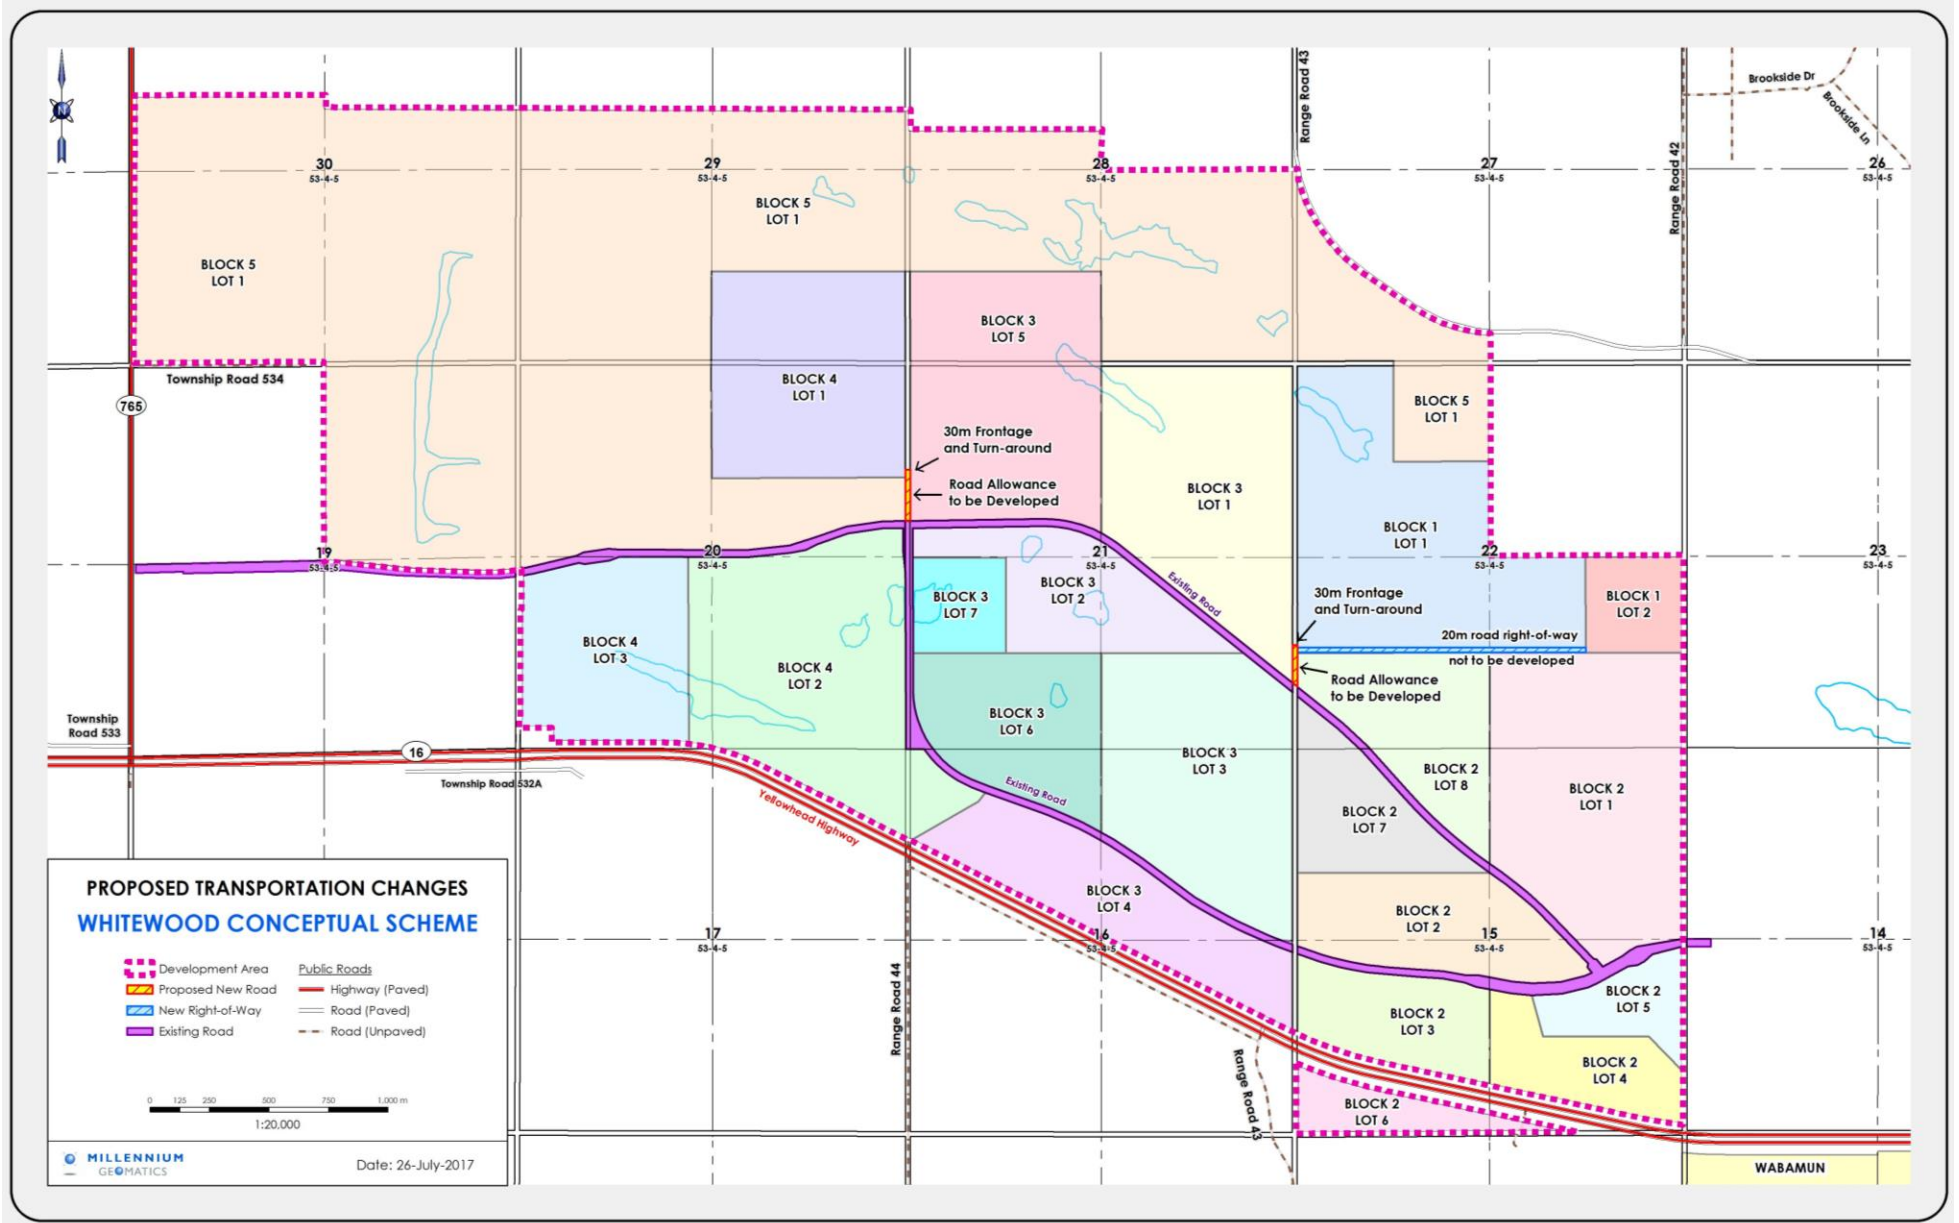 Brookside Dr
Brookside Ln
Range Road 43
Range Road 42
30
53-4-5
29
53-4-5
28
53-4-5
27
53-4-5
26
53-4-5
BLOCK 5
LOT 1
BLOCK 5
LOT 1
BLOCK 3
LOT 5
Township Road 534
765
BLOCK 4
LOT 1
BLOCK 5
LOT 1
30m Frontage
and Turn-around
Road Allowance
to be Developed
BLOCK 3
LOT 1
BLOCK 1
LOT 1
19
53-4-5
20
53-4-5
21
53-4-5
22
53-4-5
23
53-4-5
Existing Road
BLOCK 3
LOT 7
BLOCK 3
LOT 2
30m Frontage
and Turn-around
BLOCK 1
LOT 2
20m road right-of-way
not to be developed
BLOCK 4
LOT 3
BLOCK 4
LOT 2
Road Allowance
to be Developed
BLOCK 3
LOT 6
Township
Road 533
16
Township Road 532A
Yellowhead Highway
Existing Road
BLOCK 3
LOT 3
BLOCK 2
LOT 8
BLOCK 2
LOT 7
BLOCK 2
LOT 1
BLOCK 3
LOT 4
BLOCK 2
LOT 2
17
53-4-5
16
53-4-5
15
53-4-5
14
53-4-5
Range Road 44
BLOCK 2
LOT 5
BLOCK 2
LOT 3
BLOCK 2
LOT 4
Range Road 43
BLOCK 2
LOT 6
WABAMUN
PROPOSED TRANSPORTATION CHANGES
WHITEWOOD CONCEPTUAL SCHEME
Development Area
Proposed New Road
New Right-of-Way
Existing Road
Public Roads
Highway (Paved)
Road (Paved)
Road (Unpaved)
0 125 250 500 750 1,000 m
1:20,000
MILLENNIUM
GEOMATICS
Date: 26-July-2017
N